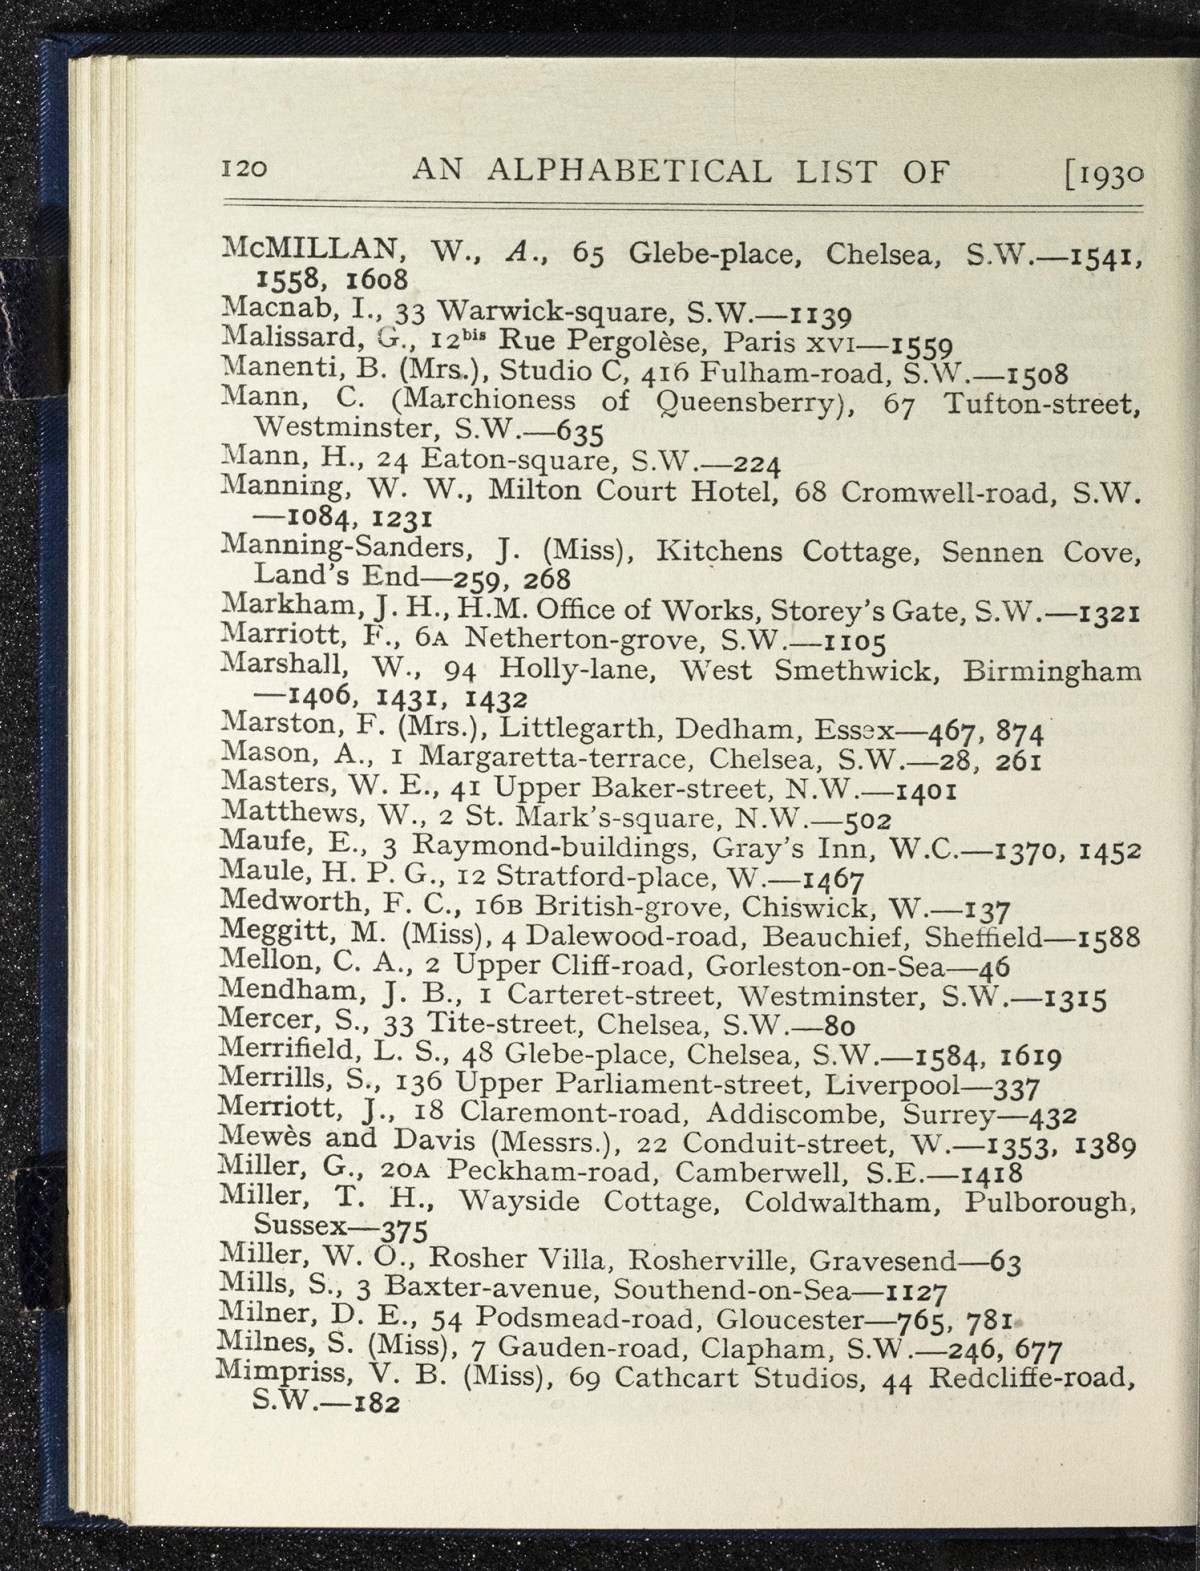 120 AN ALPHABETICAL LIST OF [1930
McMILLAN, W., A., 65 Glebe-place, Chelsea, S.W.—1541,
1558, 1608
Macnab, I., 33 Warwick-square, S.W.—1139
Malissard, G., 12bis Rue Pergolèse, Paris XVI—1559
Manenti, B. (Mrs.), Studio C, 416 Fulham-road, S.W.—1508
Mann, C. (Marchioness of Queensberry), 67 Tufton-street,
Westminster, S.W.—635
Mann, H., 24 Eaton-square, S.W.—224
Manning, W. W., Milton Court Hotel, 68 Cromwell-road, S.W.
—1084, 1231
Manning-Sanders, J. (Miss), Kitchens Cottage, Sennen Cove,
Land's End—259, 268
Markham, J. H., H.M. Office of Works, Storey's Gate, S.W.—1321
Marriott, F., 6A Netherton-grove, S.W.—1105
Marshall, W., 94 Holly-lane, West Smethwick, Birmingham
—1406, 1431, 1432
Marston, F. (Mrs.), Littlegarth, Dedham, Essex—467, 874
Mason, A., 1 Margaretta-terrace, Chelsea, S.W.—28, 261
Masters, W. E., 41 Upper Baker-street, N.W.—1401
Matthews, W., 2 St. Mark's-square, N.W.—502
Maufe, E., 3 Raymond-buildings, Gray's Inn, W.C.—1370, 1452
Maule, H. P. G., 12 Stratford-place, W.—1467
Medworth, F. C., 16B British-grove, Chiswick, W.—137
Meggitt, M. (Miss), 4 Dalewood-road, Beauchief, Sheffield—1588
Mellon, C. A., 2 Upper Cliff-road, Gorleston-on-Sea—46
Mendham, J. B., 1 Carteret-street, Westminster, S.W.—1315
Mercer, S., 33 Tite-street, Chelsea, S.W.—80
Merrifield, L. S., 48 Glebe-place, Chelsea, S.W.—1584, 1619
Merrills, S., 136 Upper Parliament-street, Liverpool—337
Merriott, J., 18 Claremont-road, Addiscombe, Surrey—432
Mewès and Davis (Messrs.), 22 Conduit-street, W.—1353, 1389
Miller, G., 20A Peckham-road, Camberwell, S.E.—1418
Miller, T. H., Wayside Cottage, Coldwaltham, Pulborough,
Sussex—375
Miller, W. O., Rosher Villa, Rosherville, Gravesend—63
Mills, S., 3 Baxter-avenue, Southend-on-Sea—1127
Milner, D. E., 54 Podsmead-road, Gloucester—765, 781
Milnes, S. (Miss), 7 Gauden-road, Clapham, S.W.—246, 677
Mimpriss, V. B. (Miss), 69 Cathcart Studios, 44 Redcliffe-road,
S.W.—182